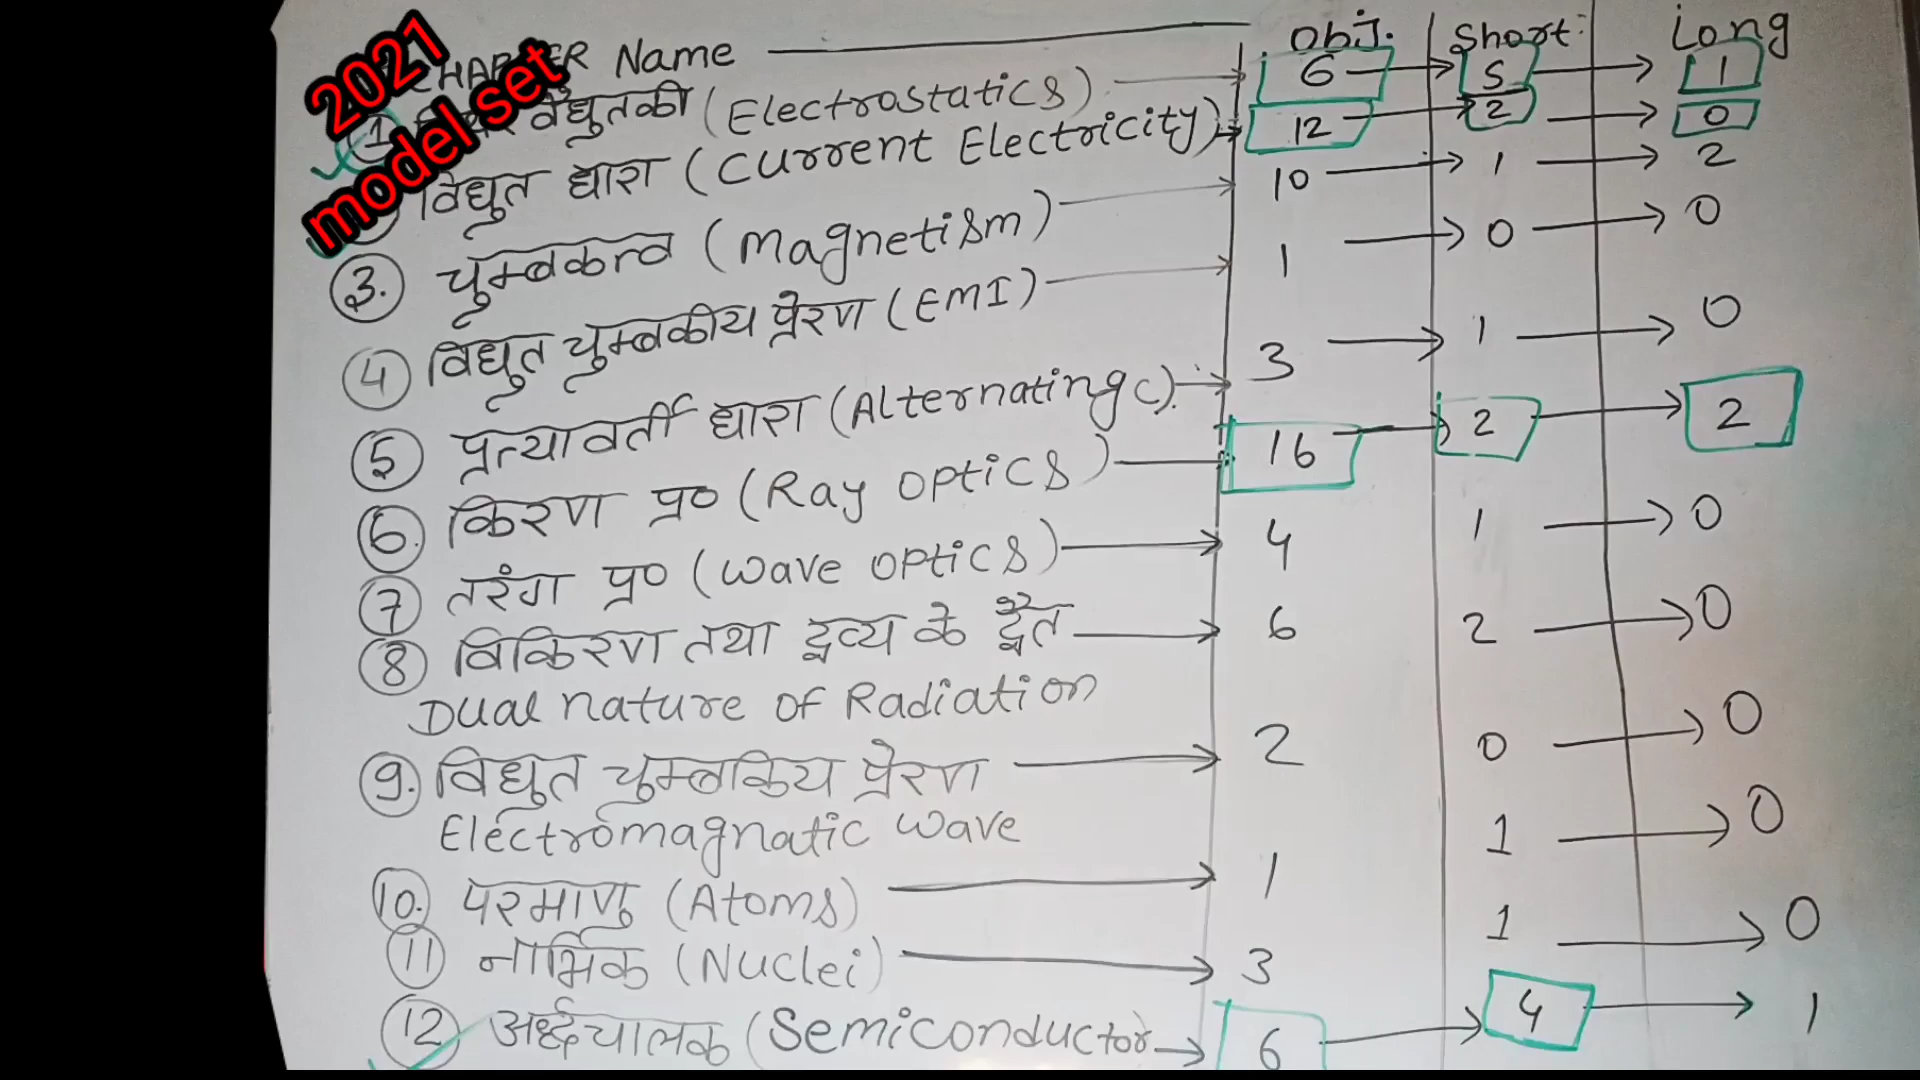 2021
model set
CHAPTER Name Obj. Short: Long
① विद्युतकी (Electrostatics) 6 5 1
विद्युत धारा (Current Electricity) 12 2 0
③. चुम्बकत्व (Magnetism) 10 1 2
④ विद्युत चुम्बकीय प्रेरण (EMI) 1 0 0
⑤ प्रत्यावर्ती धारा (Alternating C). 3 1 0
⑥. किरण प्र० (Ray optics) 16 2 2
⑦ तरंग प्र० (Wave optics) 4 1 0
⑧ विकिरण तथा द्रव्य के द्वैत 6 2 0
Dual nature of Radiation
⑨. विद्युत चुम्बकिय प्रेरण 2 0 0
Electromagnatic wave
⑩. परमाणु (Atoms) 1 1 0
⑪ नाभिक (Nuclei) 3 1 0
⑫ अर्द्धचालक (Semiconductor 6 4 1